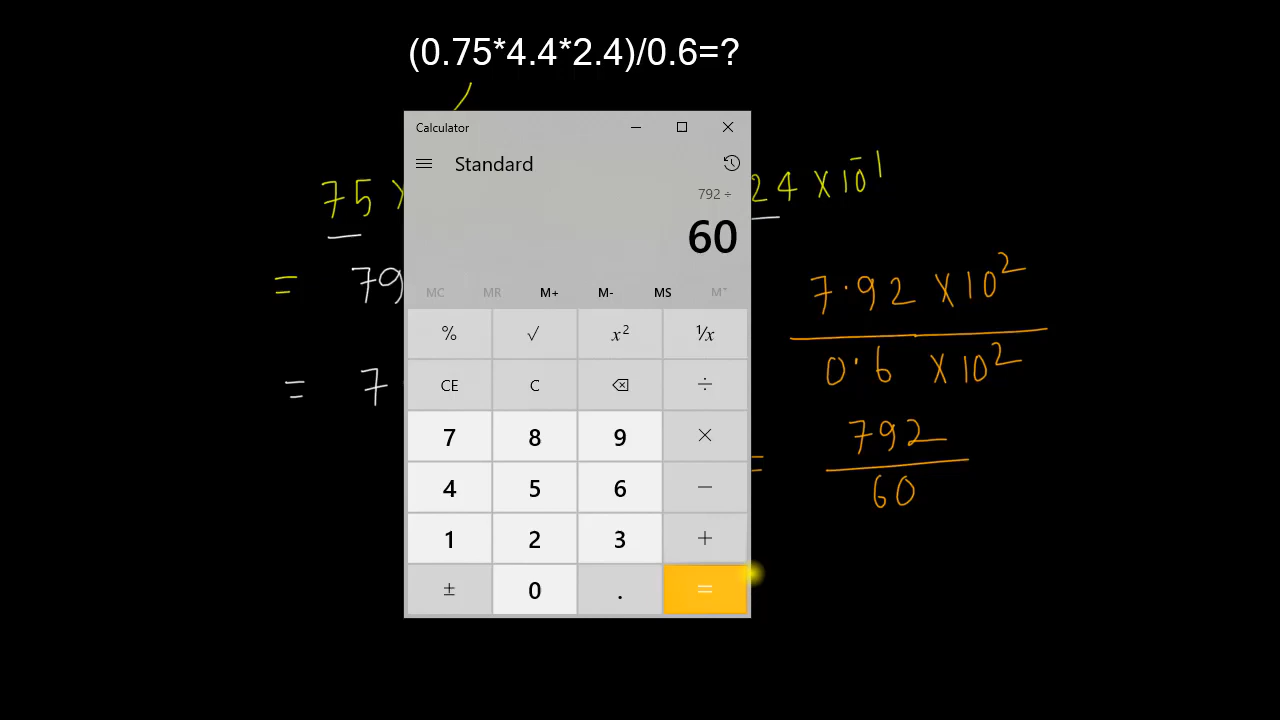 (0.75*4.4*2.4)/0.6=?
Calculator
Standard
792 ÷
60
MC MR M+ M- MS M˅
% √ x² ¹/x
CE C ⌫ ÷
7 8 9 ×
4 5 6 −
1 2 3 +
± 0 . =
75 ×
24 × 10⁻¹
= 79
= 7
7.92 × 10²
0.6 × 10²
= 792
60